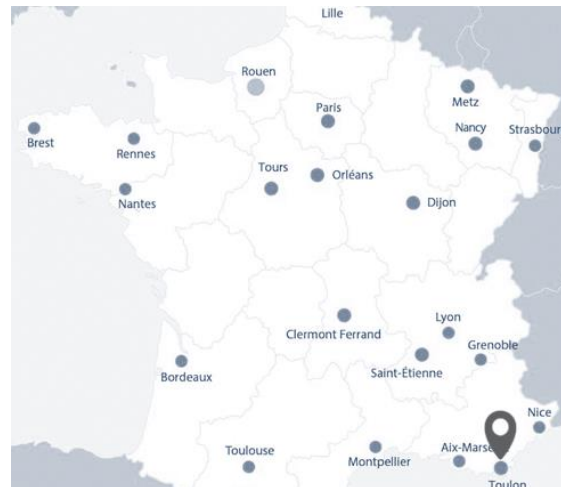 Lille
Rouen
Metz
Paris
Nancy
Strasbour
Brest
Rennes
Tours
Orléans
Nantes
Dijon
Lyon
Clermont Ferrand
Grenoble
Saint-Étienne
Bordeaux
Nice
Toulouse
Montpellier
Aix-Marse
Toulon